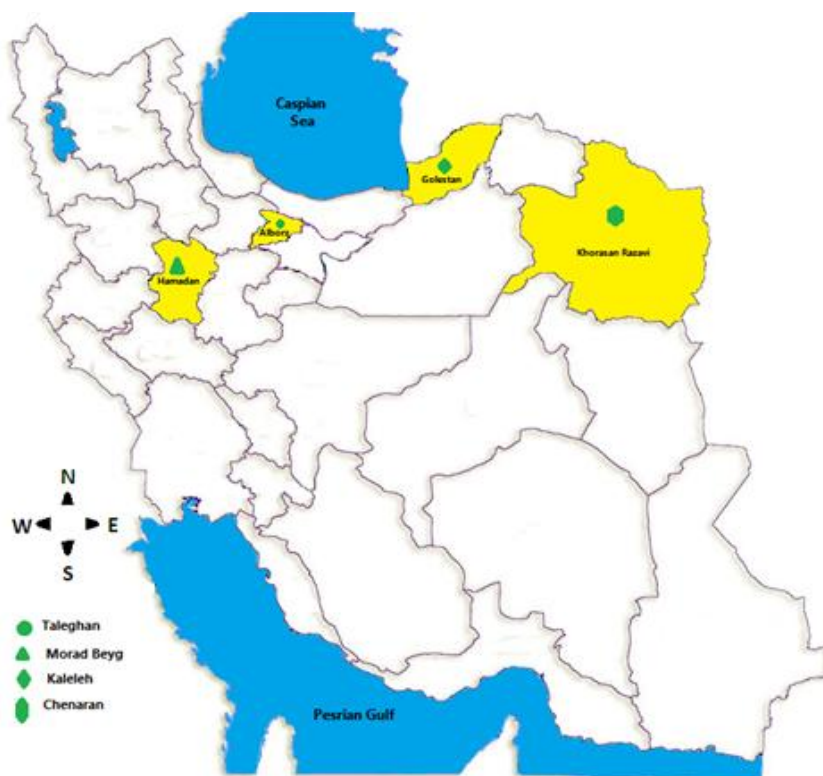 Caspian
Sea
Golestan
Alborz
Khorasan Razavi
Hamadan
N
W E
S
Taleghan
Morad Beyg
Kaleleh
Chenaran
Pesrian Gulf